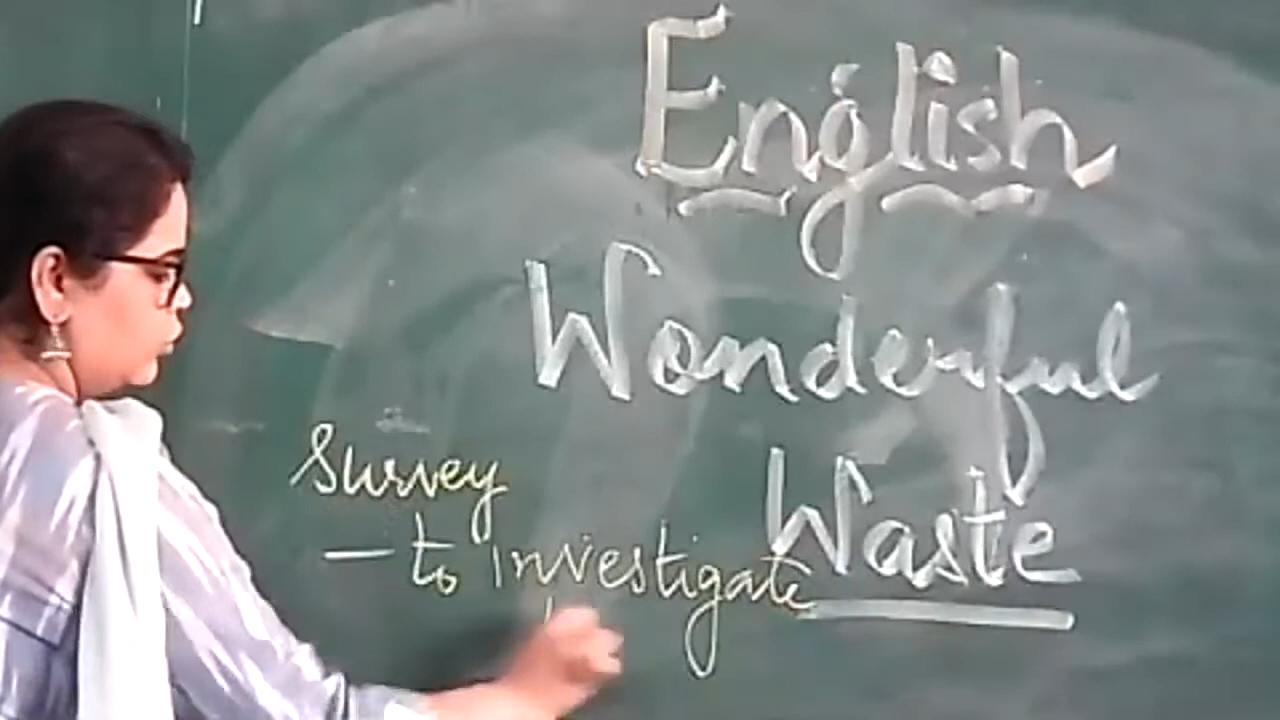 English
Wonderful
Waste
Survey
— to Investigate